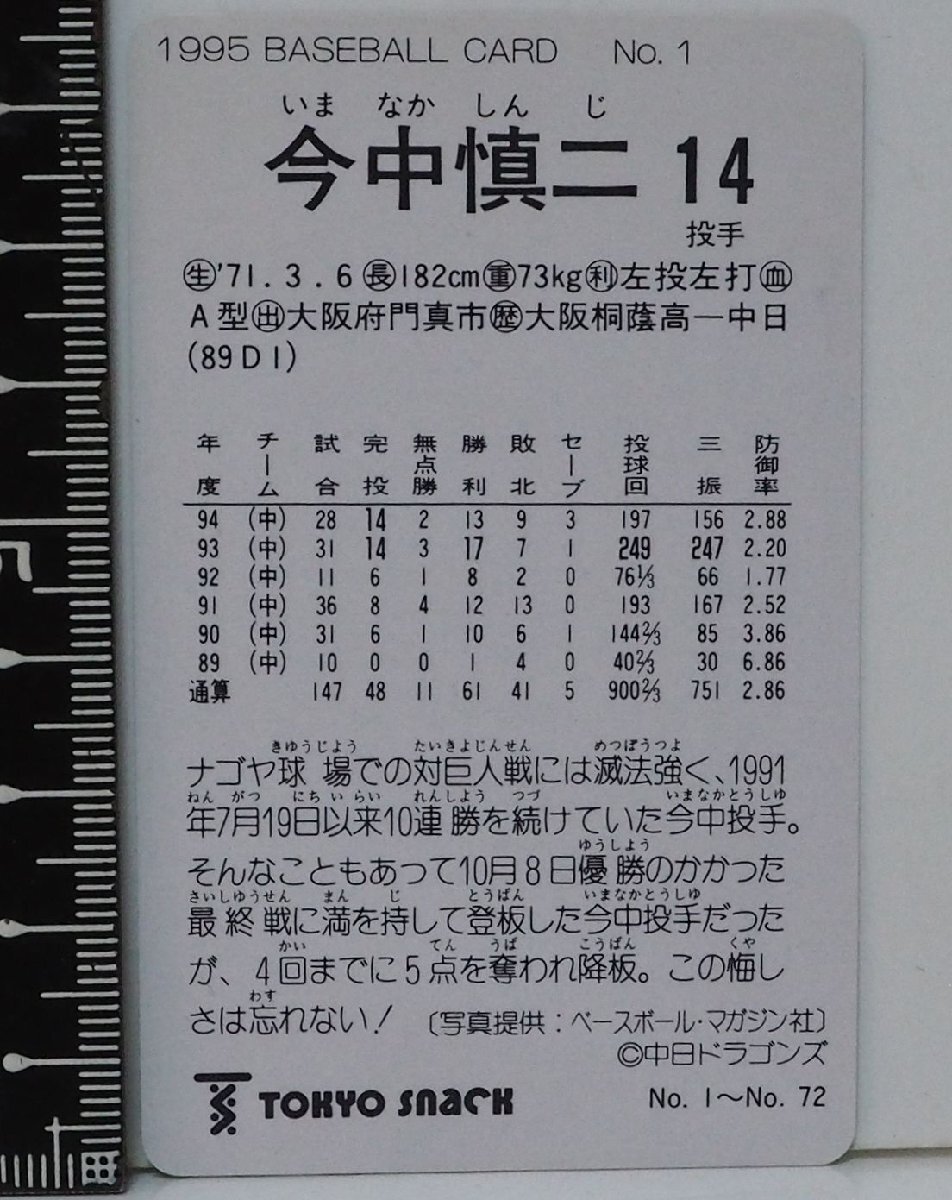 1995 BASEBALL CARD No. 1
いま なか しん じ
今中慎二 14
投手
生'71.3.6長182cm重73kg利左投左打血
A型出大阪府門真市歴大阪桐蔭高―中日
(89D1)
年度 チーム 試合 完投 無点勝 勝利 敗北 セーブ 投球回 三振 防御率
94 (中) 28 14 2 13 9 3 197 156 2.88
93 (中) 31 14 3 17 7 1 249 247 2.20
92 (中) 11 6 1 8 2 0 76⅓ 66 1.77
91 (中) 36 8 4 12 13 0 193 167 2.52
90 (中) 31 6 1 10 6 1 144⅔ 85 3.86
89 (中) 10 0 0 1 4 0 40⅔ 30 6.86
通算 147 48 11 61 41 5 900⅔ 751 2.86
きゆうじよう たいきよじんせん めつぽうつよ
ナゴヤ球場での対巨人戦には滅法強く、1991
ねん がつ にちいらい れんしよう つづ いまなかとうしゆ
年7月19日以来10連勝を続けていた今中投手。
ゆうしよう
そんなこともあって10月8日優勝のかかった
さいしゆうせん まん じ とうばん いまなかとうしゆ
最終戦に満を持して登板した今中投手だった
かい てん うば こうばん くや
が、4回までに5点を奪われ降板。この悔し
わす
さは忘れない! 〔写真提供：ベースボール・マガジン社〕
©中日ドラゴンズ
TOKYO SNACK No. 1〜No. 72